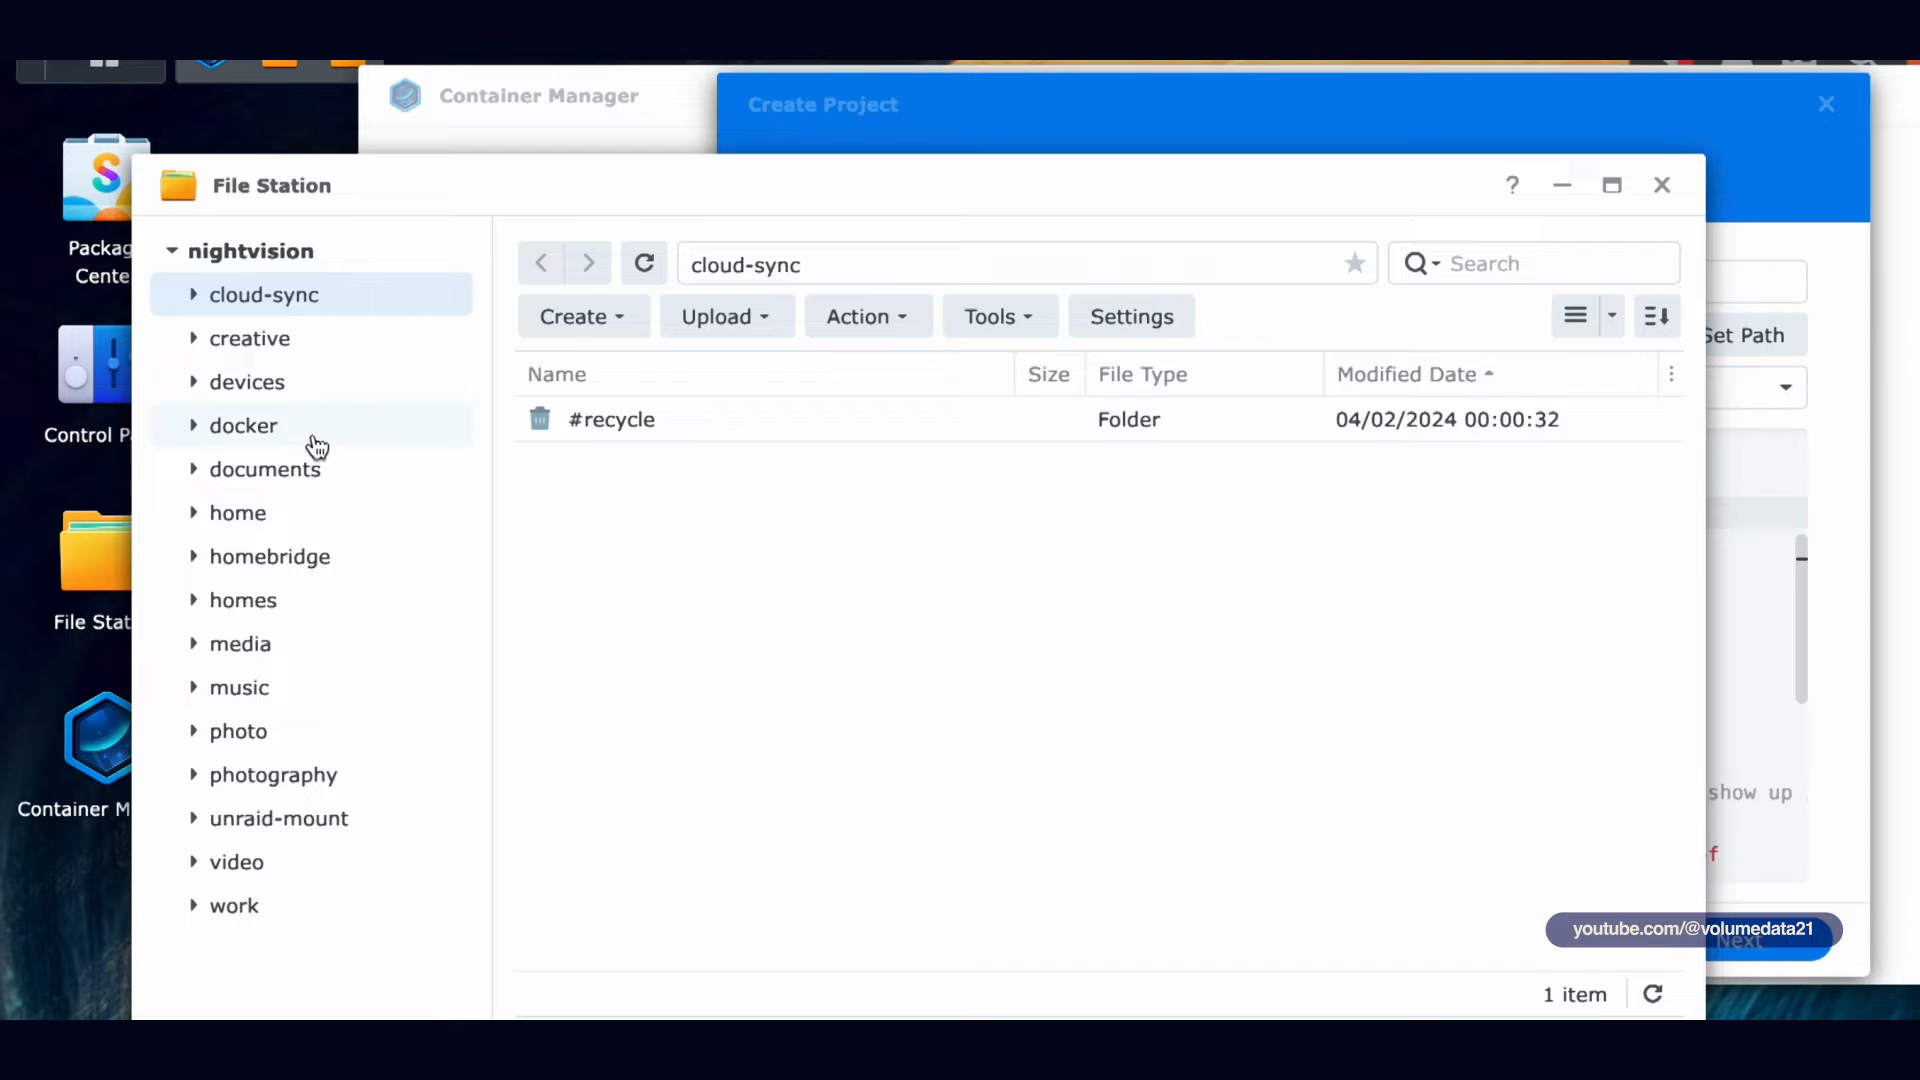 Container Manager
Create Project
File Station
?
Packag
Cente
nightvision
cloud-sync
creative
devices
docker
documents
home
homebridge
homes
media
music
photo
photography
unraid-mount
video
work
cloud-sync
Search
Create
Upload
Action
Tools
Settings
Set Path
Name
Size
File Type
Modified Date
#recycle
Folder
04/02/2024 00:00:32
Control P
File Stat
Container M
show up
f
youtube.com/@volumedata21
Next
1 item